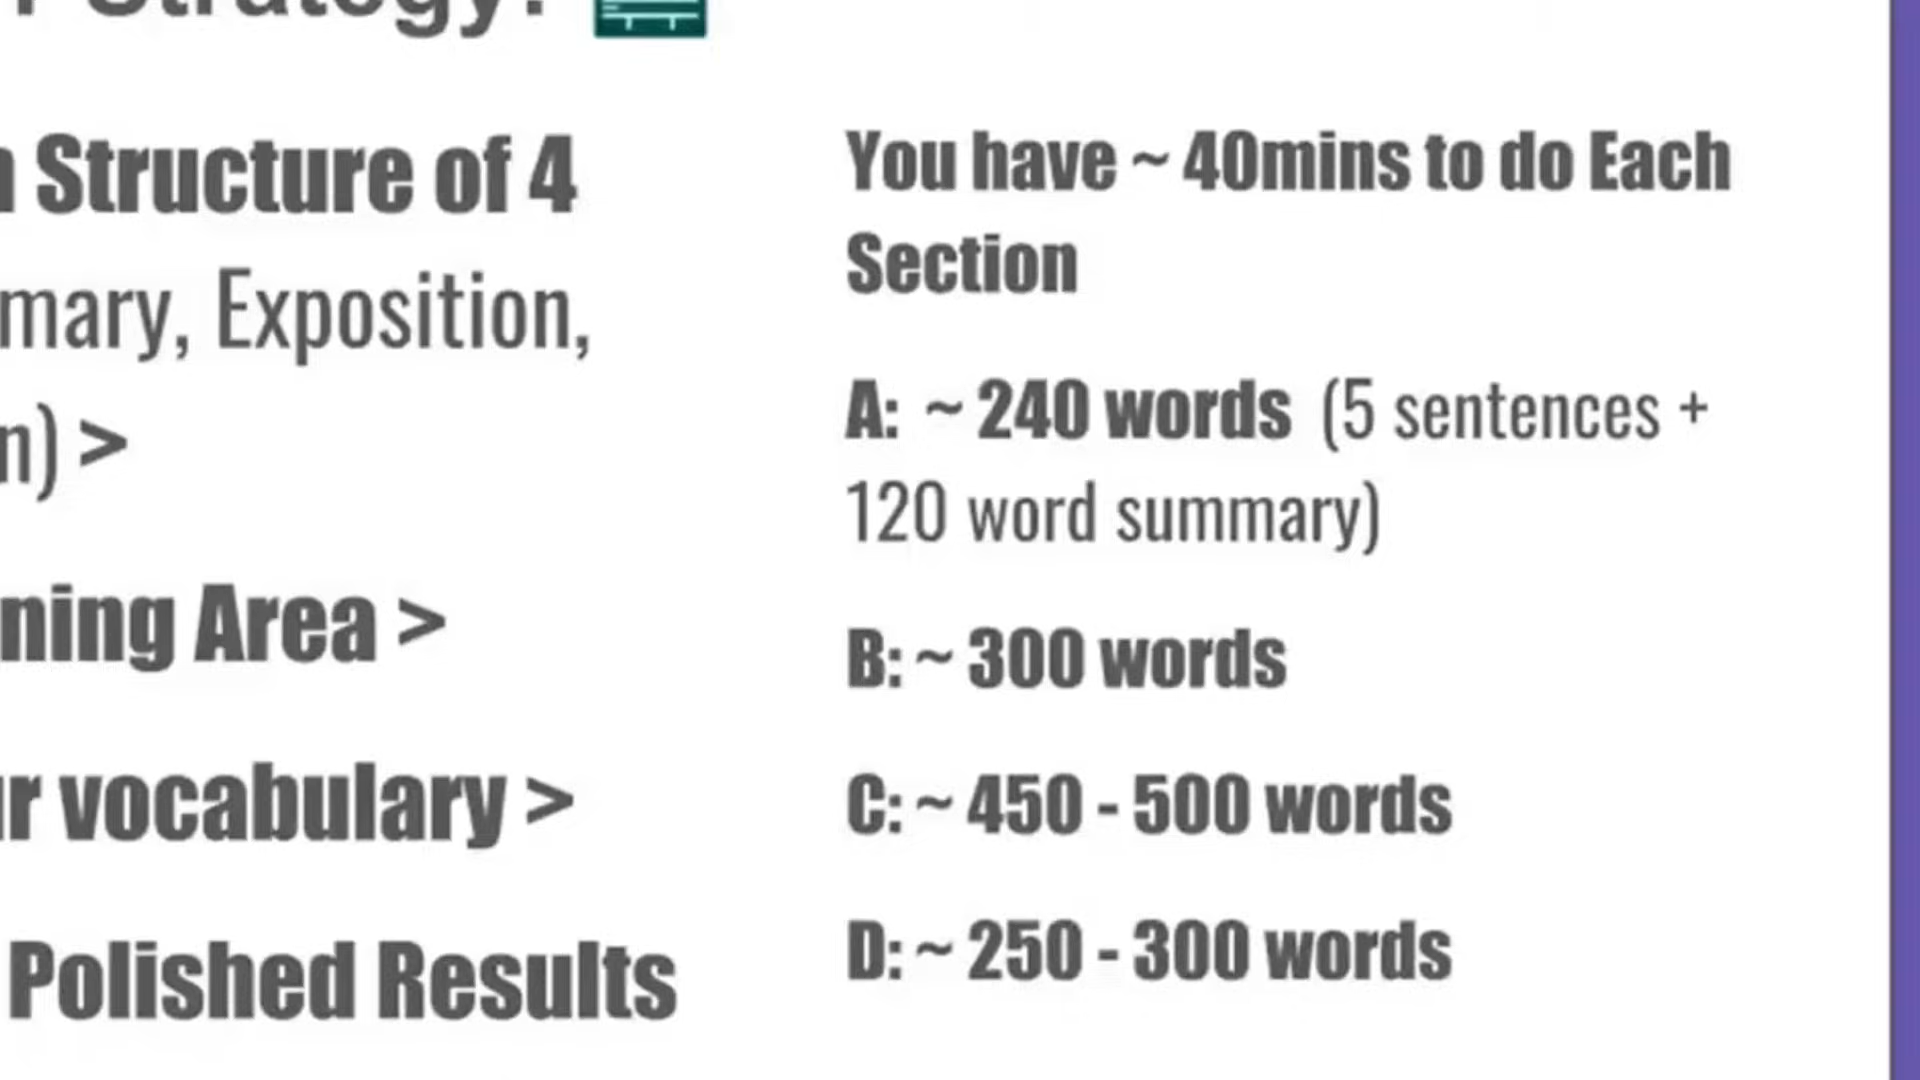 Strategy?
Structure of 4
mary, Exposition,
n) >
ning Area >
r vocabulary >
Polished Results
You have ~ 40mins to do Each
Section
A: ~ 240 words (5 sentences +
120 word summary)
B: ~ 300 words
C: ~ 450 - 500 words
D: ~ 250 - 300 words